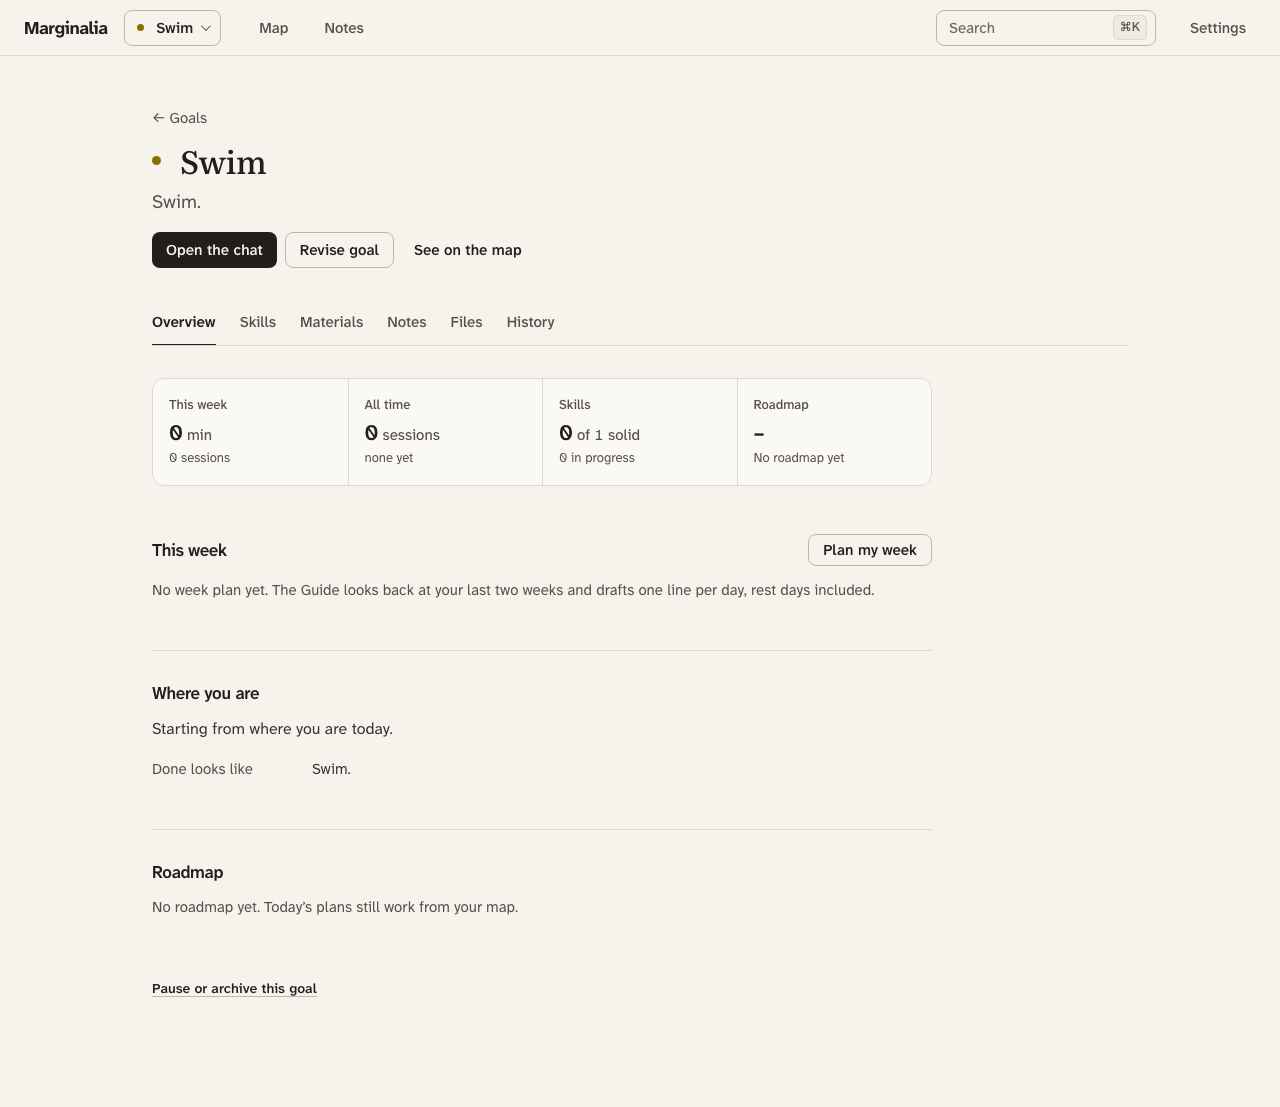 Marginalia
Swim
Map
Notes
Search
⌘K
Settings
← Goals
Swim
Swim.
Open the chat
Revise goal
See on the map
Overview
Skills
Materials
Notes
Files
History
This week
0 min
0 sessions
All time
0 sessions
none yet
Skills
0 of 1 solid
0 in progress
Roadmap
–
No roadmap yet
This week
Plan my week
No week plan yet. The Guide looks back at your last two weeks and drafts one line per day, rest days included.
Where you are
Starting from where you are today.
Done looks like
Swim.
Roadmap
No roadmap yet. Today’s plans still work from your map.
Pause or archive this goal